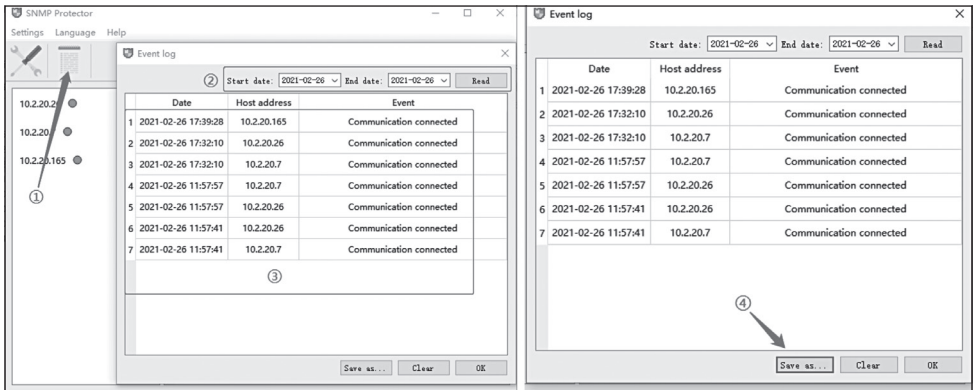 SNMP Protector
Settings Language Help
Event log
② Start date: 2021-02-26 End date: 2021-02-26 Read
Date Host address Event
1 2021-02-26 17:39:28 10.2.20.165 Communication connected
2 2021-02-26 17:32:10 10.2.20.26 Communication connected
3 2021-02-26 17:32:10 10.2.20.7 Communication connected
4 2021-02-26 11:57:57 10.2.20.7 Communication connected
5 2021-02-26 11:57:57 10.2.20.26 Communication connected
6 2021-02-26 11:57:41 10.2.20.26 Communication connected
7 2021-02-26 11:57:41 10.2.20.7 Communication connected
③
Save as... Clear OK
10.2.20.165
①
Event log
Start date: 2021-02-26 End date: 2021-02-26 Read
Date Host address Event
1 2021-02-26 17:39:28 10.2.20.165 Communication connected
2 2021-02-26 17:32:10 10.2.20.26 Communication connected
3 2021-02-26 17:32:10 10.2.20.7 Communication connected
4 2021-02-26 11:57:57 10.2.20.7 Communication connected
5 2021-02-26 11:57:57 10.2.20.26 Communication connected
6 2021-02-26 11:57:41 10.2.20.26 Communication connected
7 2021-02-26 11:57:41 10.2.20.7 Communication connected
④
Save as... Clear OK